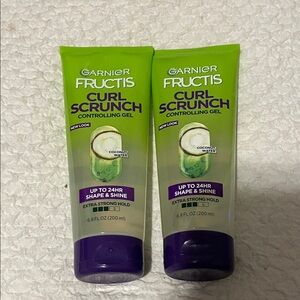 GARNIER
FRUCTIS
CURL
SCRUNCH
CONTROLLING GEL
NEW LOOK
COCONUT
WATER
UP TO 24HR
SHAPE & SHINE
EXTRA STRONG HOLD
6.8 FL OZ (200 ml)
GARNIER
FRUCTIS
CURL
SCRUNCH
CONTROLLING GEL
NEW LOOK
COCONUT
WATER
UP TO 24HR
SHAPE & SHINE
EXTRA STRONG HOLD
6.8 FL OZ (200 ml)